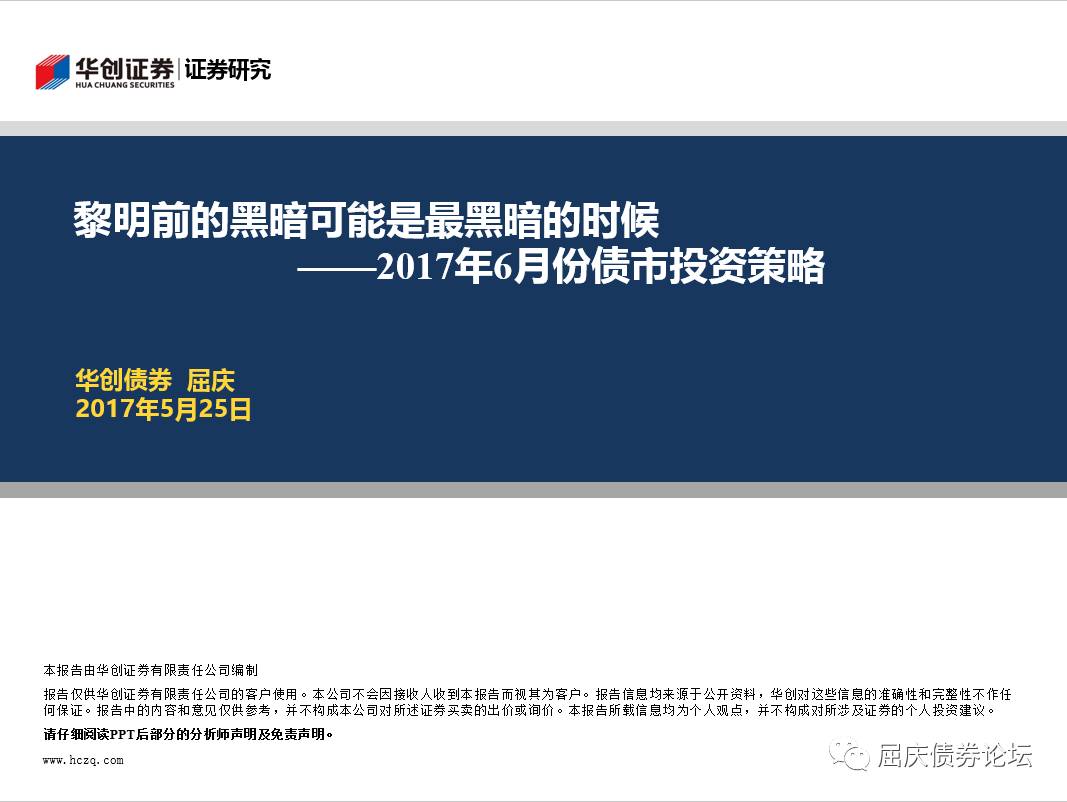 华创证券 证券研究
HUA CHUANG SECURITIES
黎明前的黑暗可能是最黑暗的时候
——2017年6月份债市投资策略
华创债券 屈庆
2017年5月25日
本报告由华创证券有限责任公司编制
报告仅供华创证券有限责任公司的客户使用。本公司不会因接收人收到本报告而视其为客户。报告信息均来源于公开资料，华创对这些信息的准确性和完整性不作任
何保证。报告中的内容和意见仅供参考，并不构成本公司对所述证券买卖的出价或询价。本报告所载信息均为个人观点，并不构成对所涉及证券的个人投资建议。
请仔细阅读PPT后部分的分析师声明及免责声明。
www.hczq.com
屈庆债券论坛